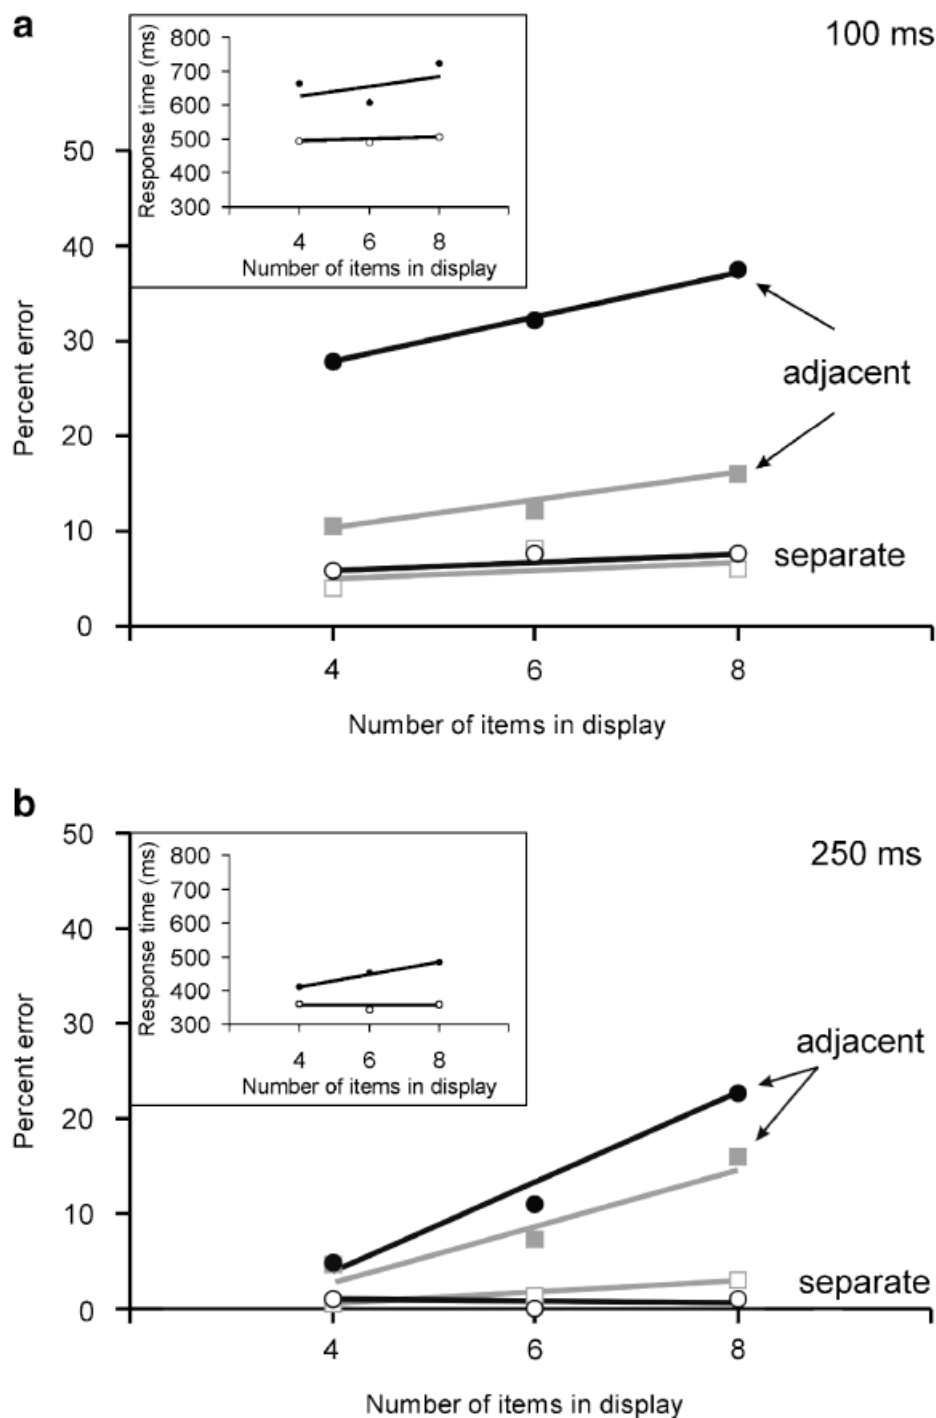 a
100 ms
Response time (ms)
800
700
600
500
400
300
4 6 8
Number of items in display
Percent error
50
40
30
20
10
0
adjacent
separate
4 6 8
Number of items in display
b
250 ms
Response time (ms)
800
700
600
500
400
300
4 6 8
Number of items in display
Percent error
50
40
30
20
10
0
adjacent
separate
4 6 8
Number of items in display